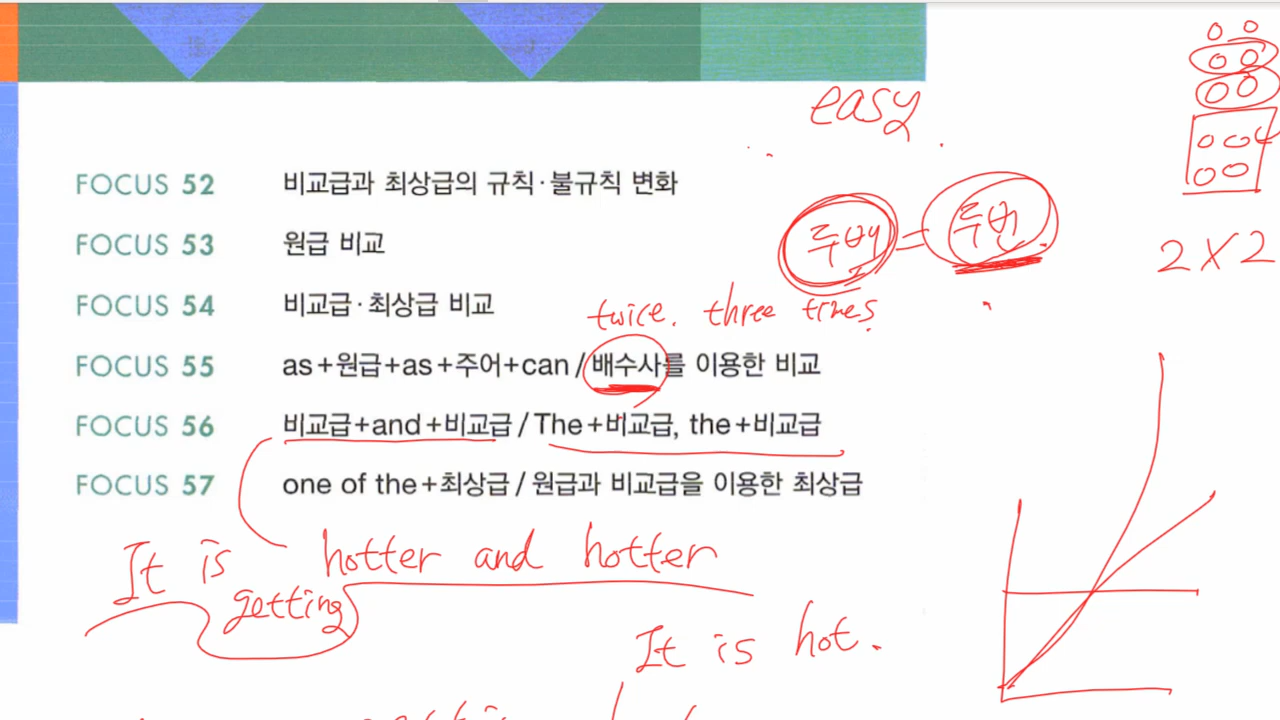 easy
FOCUS 52 비교급과 최상급의 규칙·불규칙 변화
두배 = 두번
FOCUS 53 원급 비교
2 X 2
FOCUS 54 비교급·최상급 비교
twice. three times
FOCUS 55 as+원급+as+주어+can / 배수사를 이용한 비교
FOCUS 56 비교급+and+비교급 / The+비교급, the+비교급
FOCUS 57 one of the+최상급 / 원급과 비교급을 이용한 최상급
It is hotter and hotter
getting
It is hot.